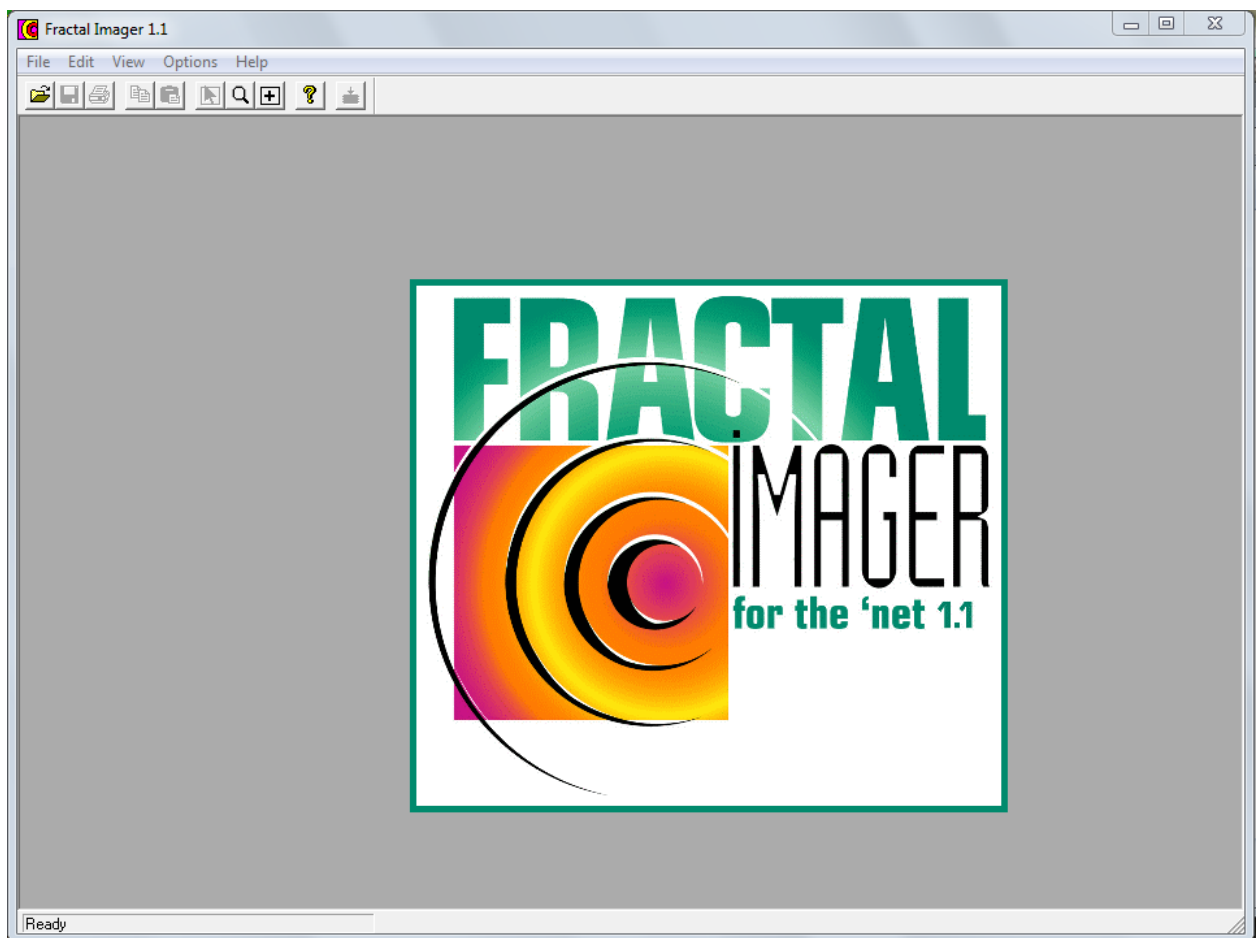 Fractal Imager 1.1
File Edit View Options Help
FRACTAL
iMAGER
for the ‘net 1.1
Ready